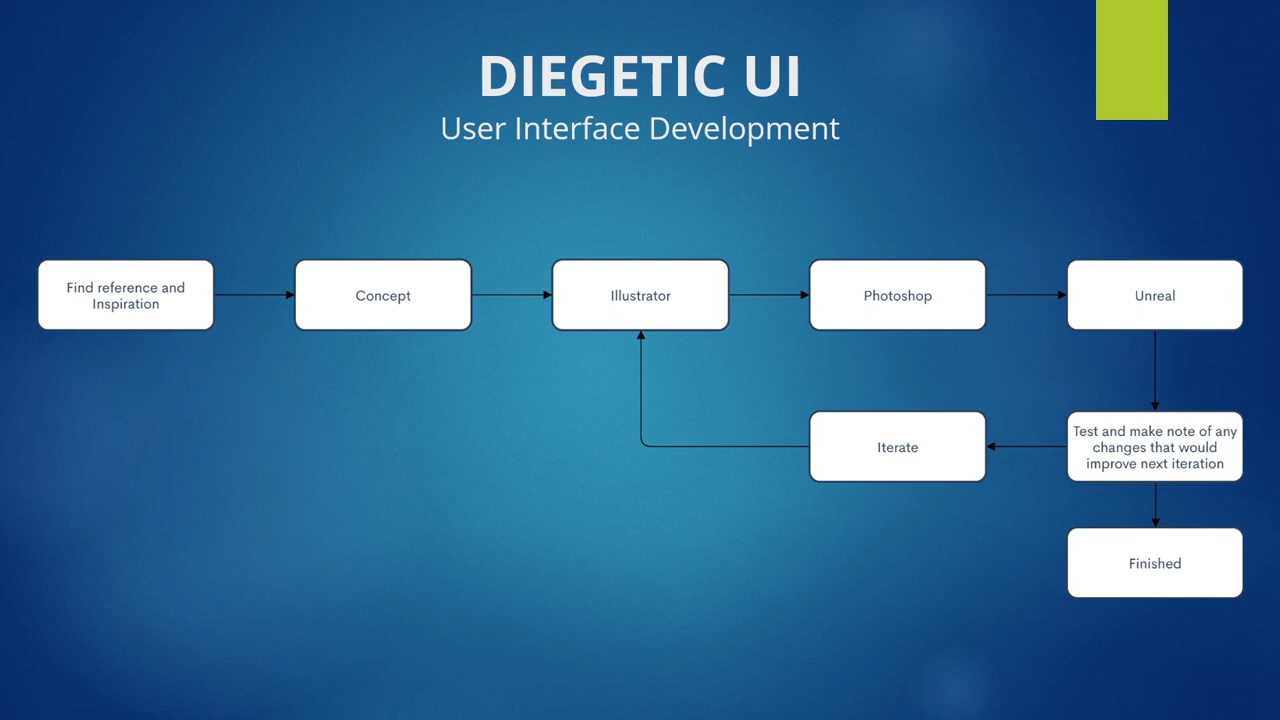 DIEGETIC UI
User Interface Development
Find reference and
Inspiration
Concept
Illustrator
Photoshop
Unreal
Iterate
Test and make note of any
changes that would
improve next iteration
Finished